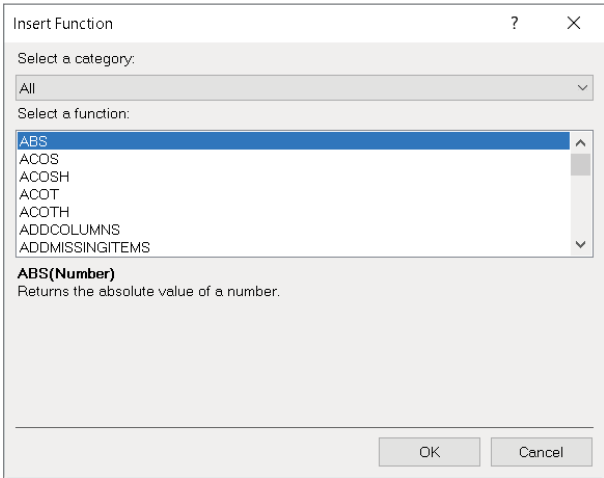 Insert Function ?
Select a category:
All
Select a function:
ABS
ACOS
ACOSH
ACOT
ACOTH
ADDCOLUMNS
ADDMISSINGITEMS
ABS(Number)
Returns the absolute value of a number.
OK Cancel